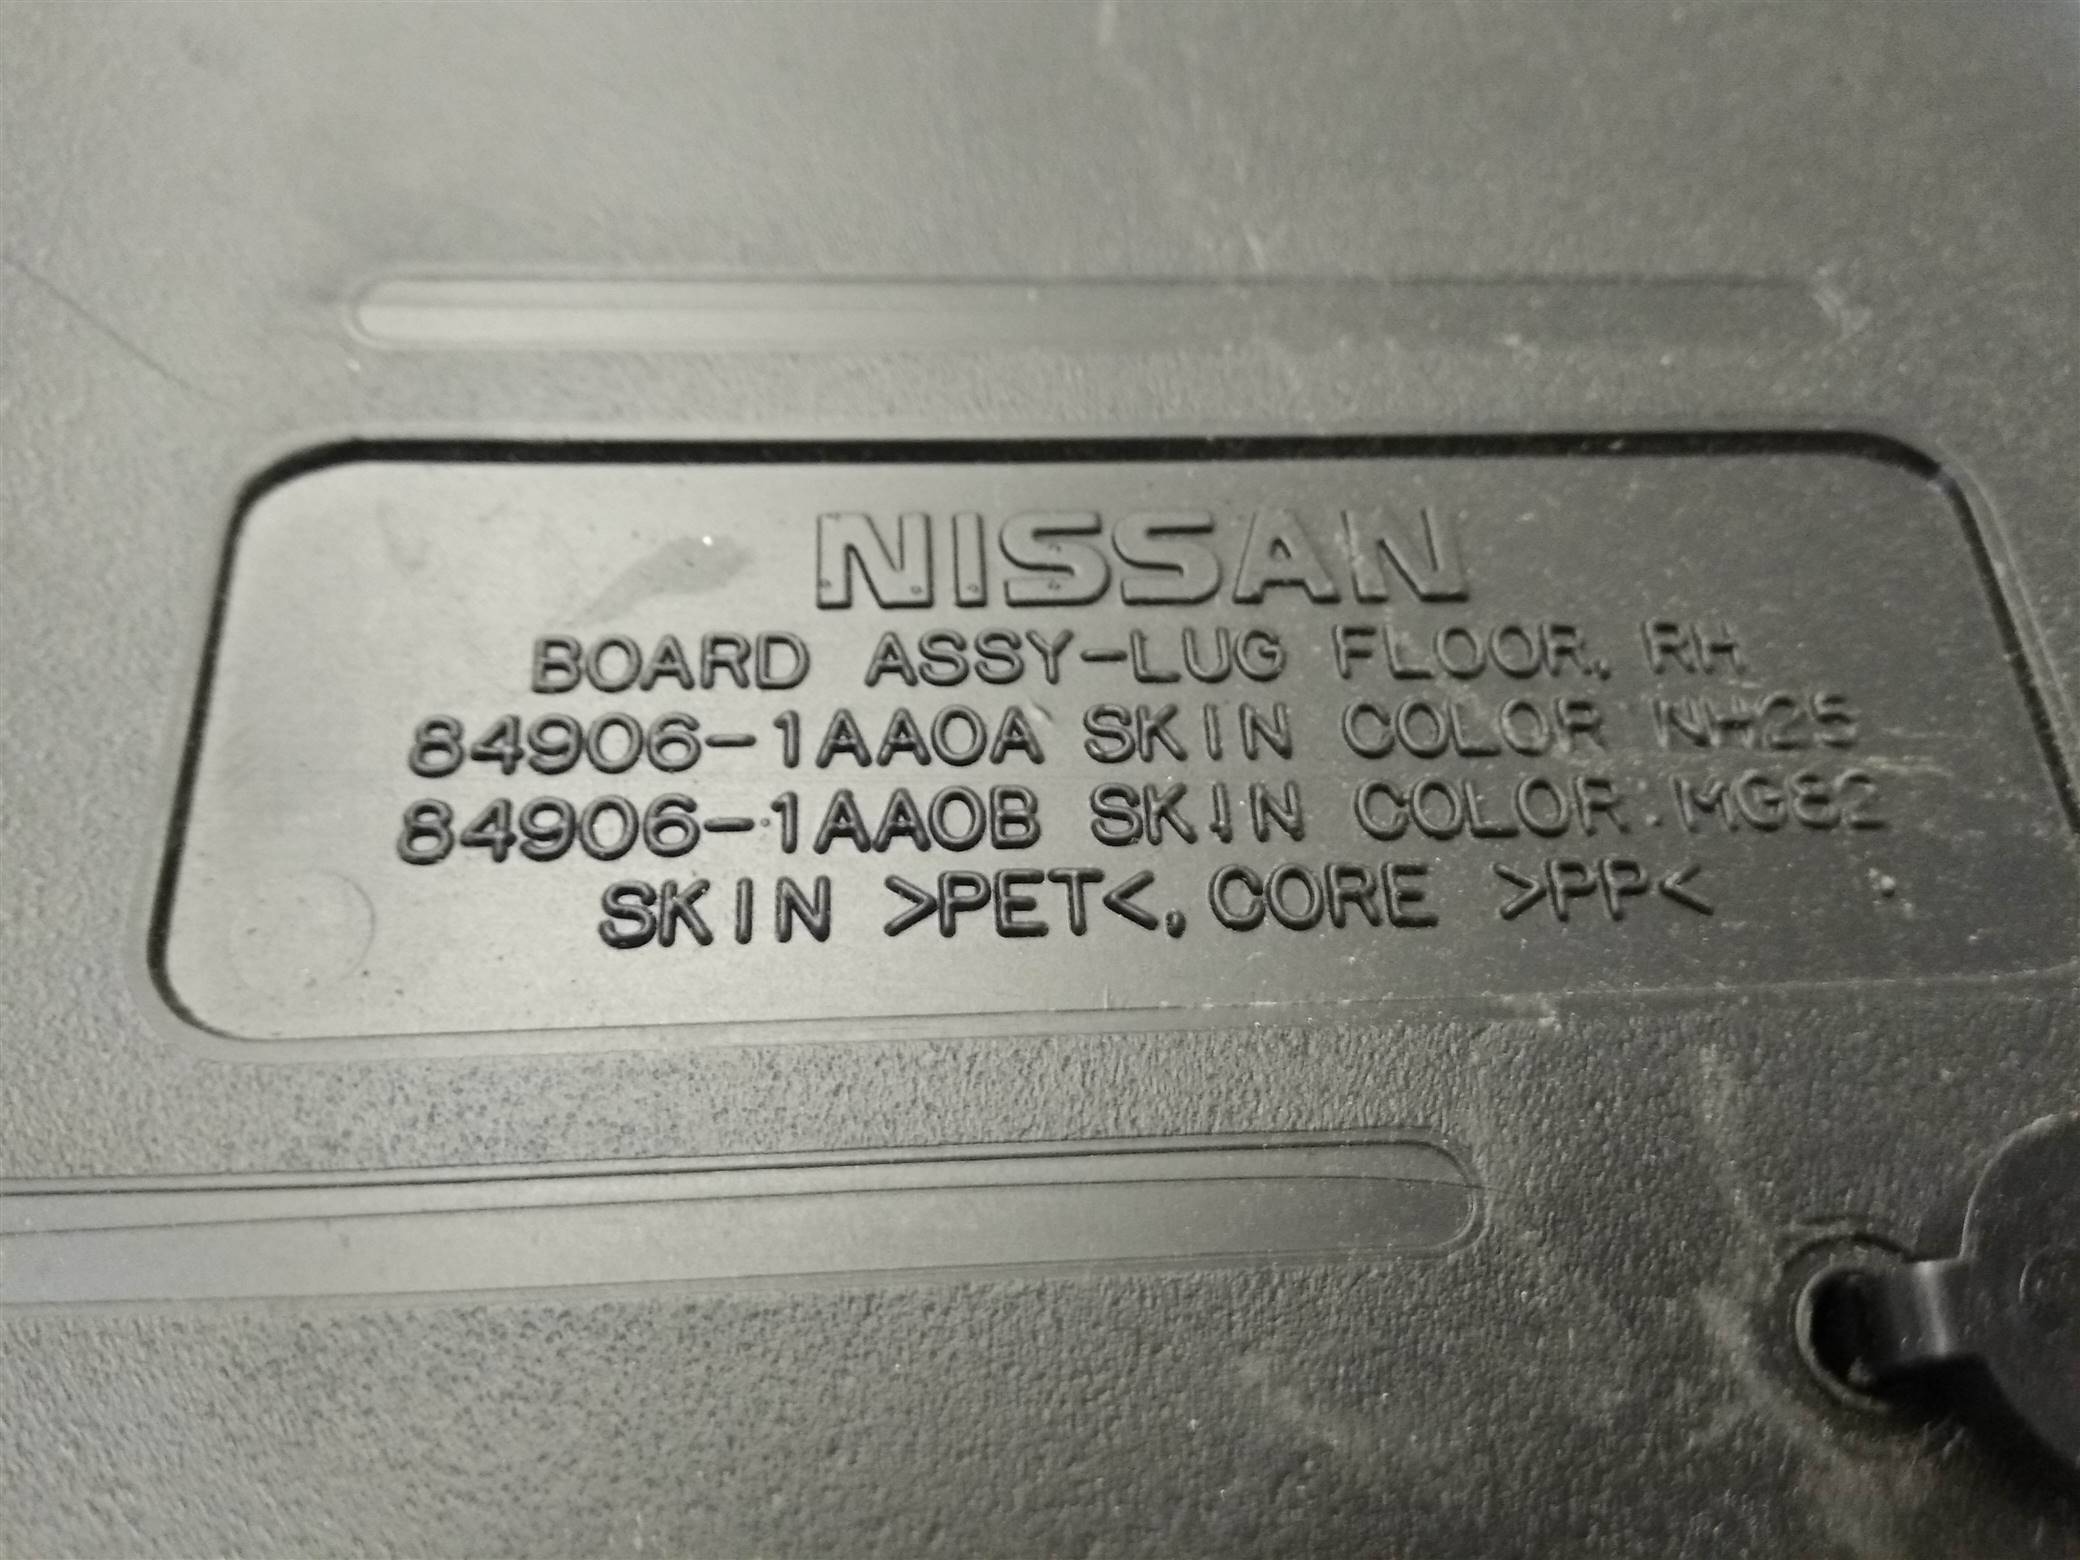 NISSAN
BOARD ASSY-LUG FLOOR, RH
84906-1AA0A SKIN COLOR NH25
84906-1AA0B SKIN COLOR MG82
SKIN >PET<, CORE >PP<